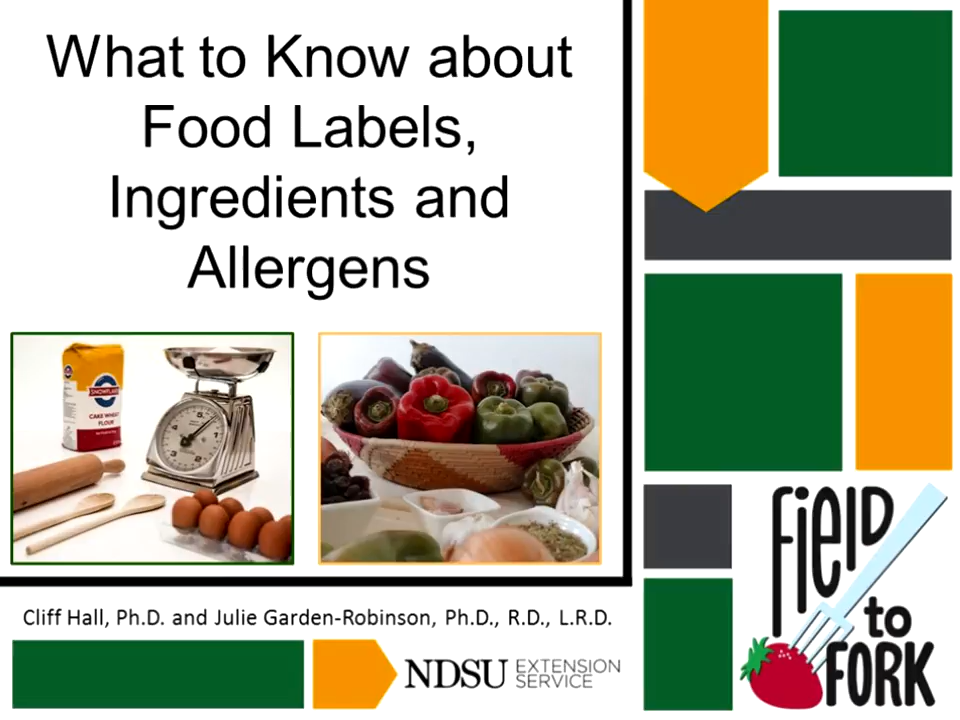 What to Know about
Food Labels,
Ingredients and
Allergens
SNOWFLAKE
CAKE WHEAT
FLOUR
Cliff Hall, Ph.D. and Julie Garden-Robinson, Ph.D., R.D., L.R.D.
NDSU EXTENSION
SERVICE
field
to
FORK